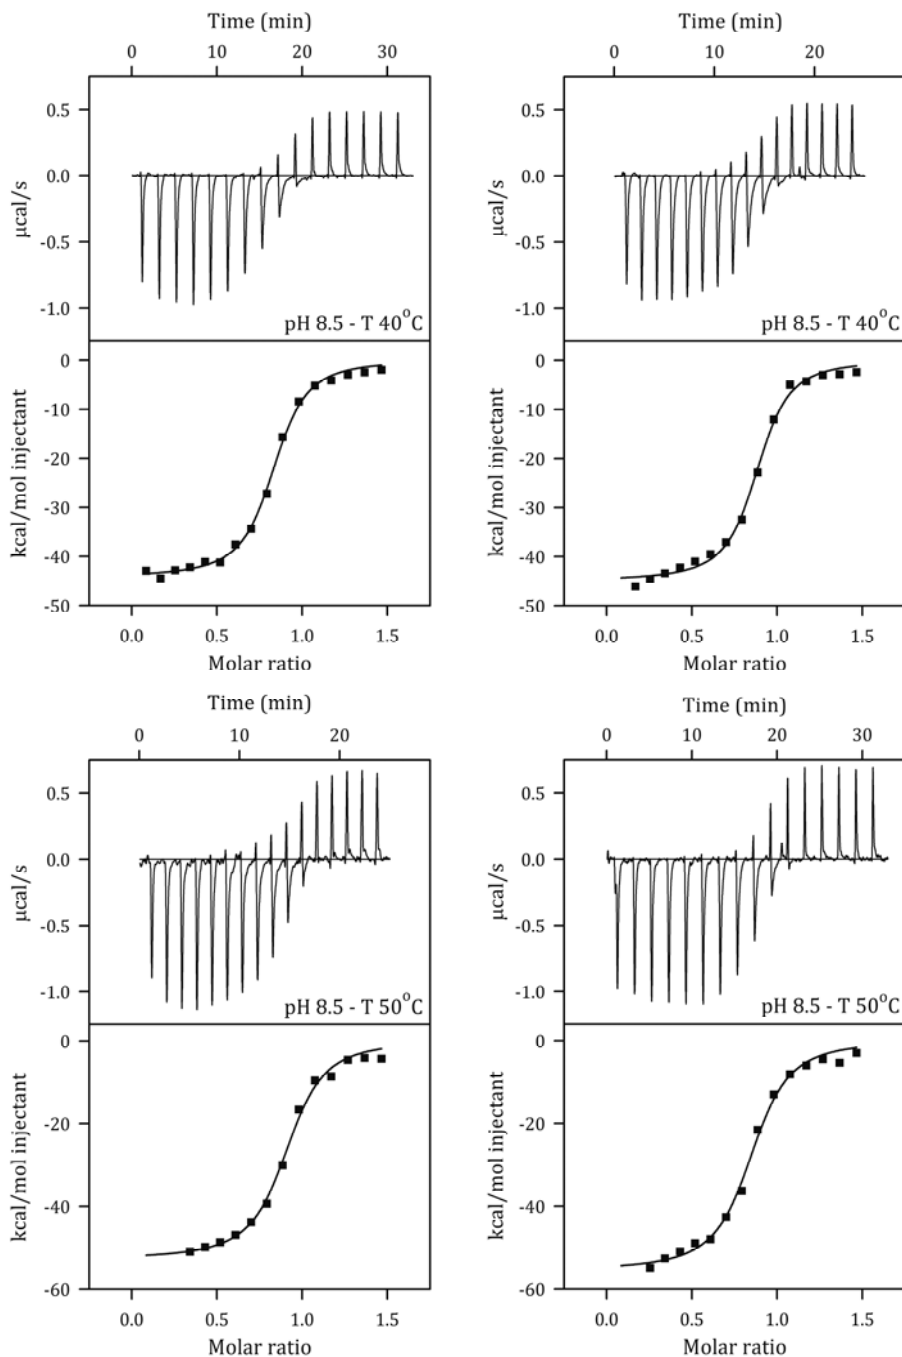 Time (min)
0 10 20 30
0.5
0.0
-0.5
-1.0
μcal/s
pH 8.5 - T 40°C
0
-10
-20
-30
-40
-50
kcal/mol injectant
0.0 0.5 1.0 1.5
Molar ratio
Time (min)
0 10 20
0.5
0.0
-0.5
-1.0
μcal/s
pH 8.5 - T 40°C
0
-10
-20
-30
-40
-50
kcal/mol injectant
0.0 0.5 1.0 1.5
Molar ratio
Time (min)
0 10 20
0.5
0.0
-0.5
-1.0
μcal/s
pH 8.5 - T 50°C
0
-20
-40
-60
kcal/mol injectant
0.0 0.5 1.0 1.5
Molar ratio
Time (min)
0 10 20 30
0.5
0.0
-0.5
-1.0
μcal/s
pH 8.5 - T 50°C
0
-20
-40
-60
kcal/mol injectant
0.0 0.5 1.0 1.5
Molar ratio